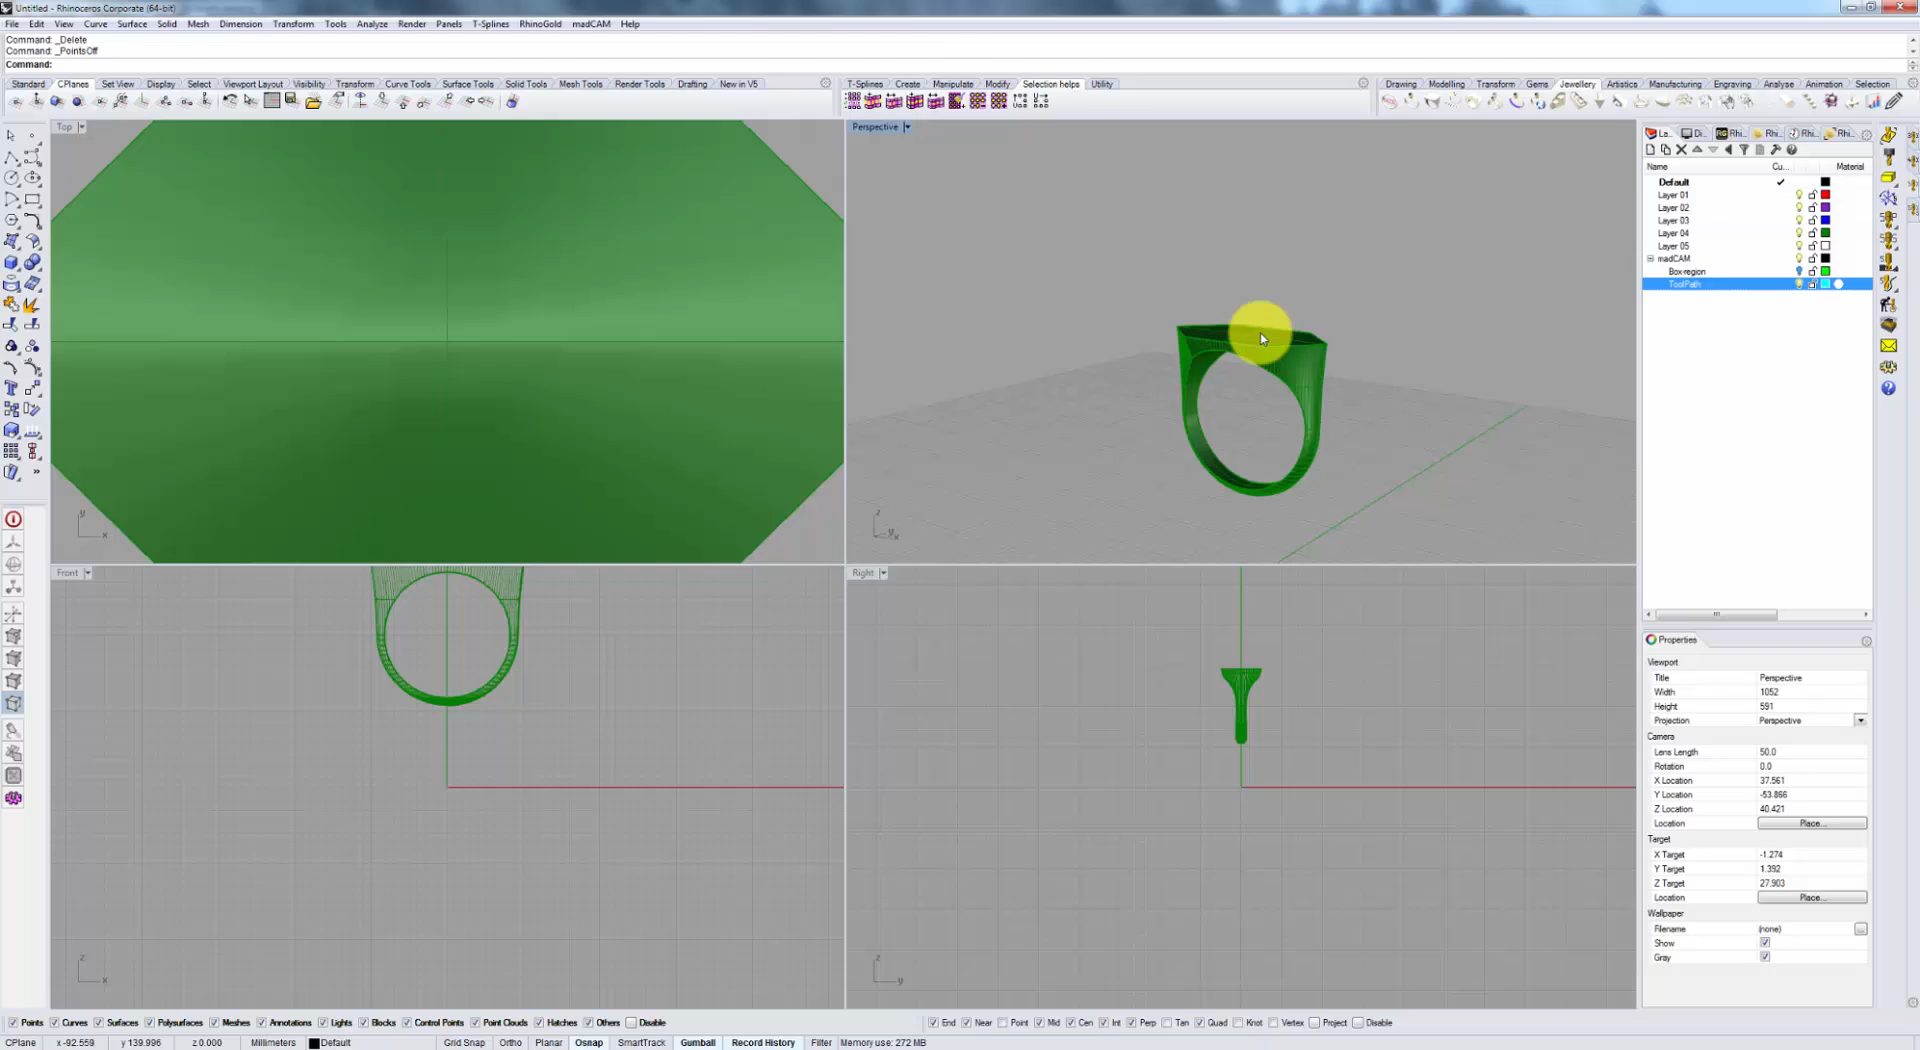 Untitled - Rhinoceros Corporate (64-bit)
File Edit View Curve Surface Solid Mesh Dimension Transform Tools Analyze Render Panels T-Splines RhinoGold madCAM Help
Command: _Delete
Command: _PointsOff
Command:
Standard CPlanes Set View Display Select Viewport Layout Visibility Transform Curve Tools Surface Tools Solid Tools Mesh Tools Render Tools Drafting New in V5
T-Splines Create Manipulate Modify Selection helps Utility
Drawing Modelling Transform Gems Jewellery Artistics Manufacturing Engraving Analyse Animation Selection
Top
Perspective
La... Di... Rhi... Rhi... Rhi... Rhi...
Name Cu... Material
Default
Layer 01
Layer 02
Layer 03
Layer 04
Layer 05
madCAM
Box-region
ToolPath
y
x
z
y
x
Front
Right
z
x
z
y
Properties
Viewport
Title Perspective
Width 1052
Height 591
Projection Perspective
Camera
Lens Length 50.0
Rotation 0.0
X Location 37.561
Y Location -53.866
Z Location 40.421
Location Place...
Target
X Target -1.274
Y Target 1.392
Z Target 27.903
Location Place...
Wallpaper
Filename (none) ...
Show
Gray
Points Curves Surfaces Polysurfaces Meshes Annotations Lights Blocks Control Points Point Clouds Hatches Others Disable
End Near Point Mid Cen Int Perp Tan Quad Knot Vertex Project Disable
CPlane x -92.559 y 139.996 z 0.000 Millimeters Default Grid Snap Ortho Planar Osnap SmartTrack Gumball Record History Filter Memory use: 272 MB